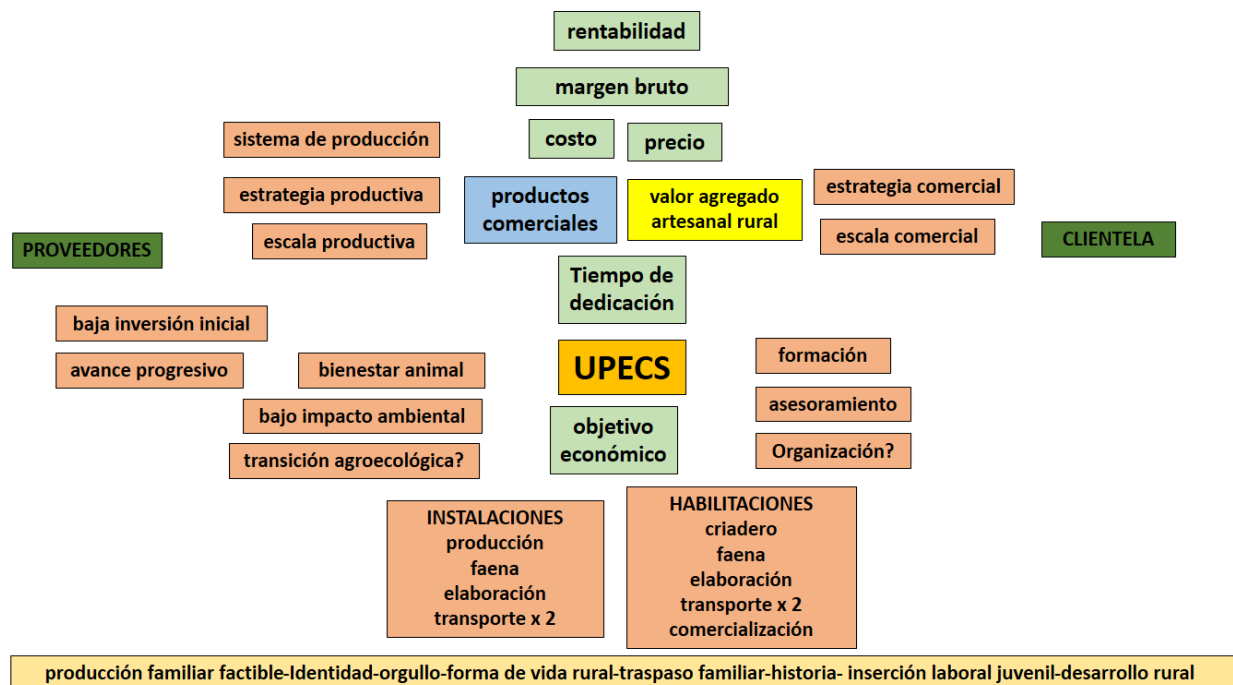 rentabilidad
margen bruto
costo
precio
sistema de producción
estrategia productiva
escala productiva
productos
comerciales
valor agregado
artesanal rural
estrategia comercial
escala comercial
PROVEEDORES
CLIENTELA
Tiempo de
dedicación
baja inversión inicial
avance progresivo
bienestar animal
bajo impacto ambiental
transición agroecológica?
UPECS
objetivo
económico
formación
asesoramiento
Organización?
INSTALACIONES
producción
faena
elaboración
transporte x 2
HABILITACIONES
criadero
faena
elaboración
transporte x 2
comercialización
producción familiar factible-Identidad-orgullo-forma de vida rural-traspaso familiar-historia- inserción laboral juvenil-desarrollo rural